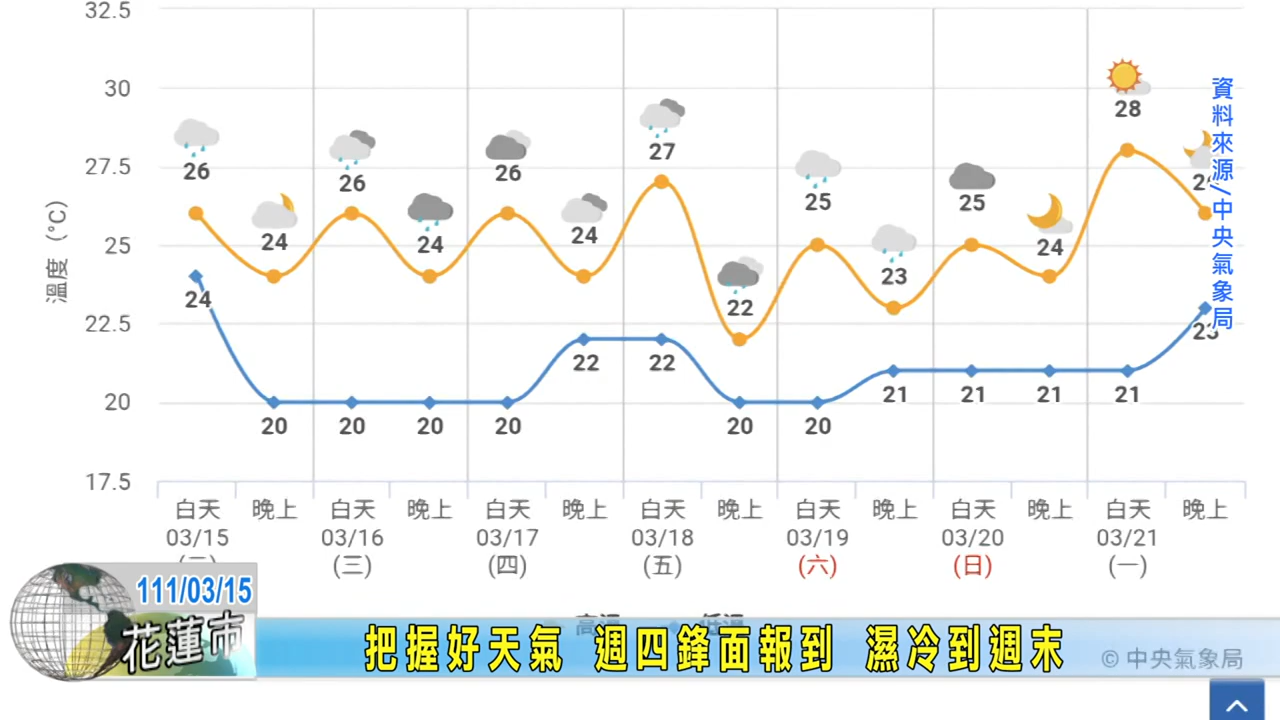 32.5
30
27.5
25
22.5
20
17.5
溫度 (°C)
26
24
26
24
26
24
27
22
25
23
25
24
28
24
20
20
20
20
22
22
20
20
21
21
21
21
23
白天
晚上
白天
晚上
白天
晚上
白天
晚上
白天
晚上
白天
晚上
白天
晚上
03/15
03/16
03/17
03/18
03/19
03/20
03/21
(三)
(四)
(五)
(六)
(日)
(一)
資料來源/中央氣象局
111/03/15
花蓮市
把握好天氣 週四鋒面報到 濕冷到週末
© 中央氣象局